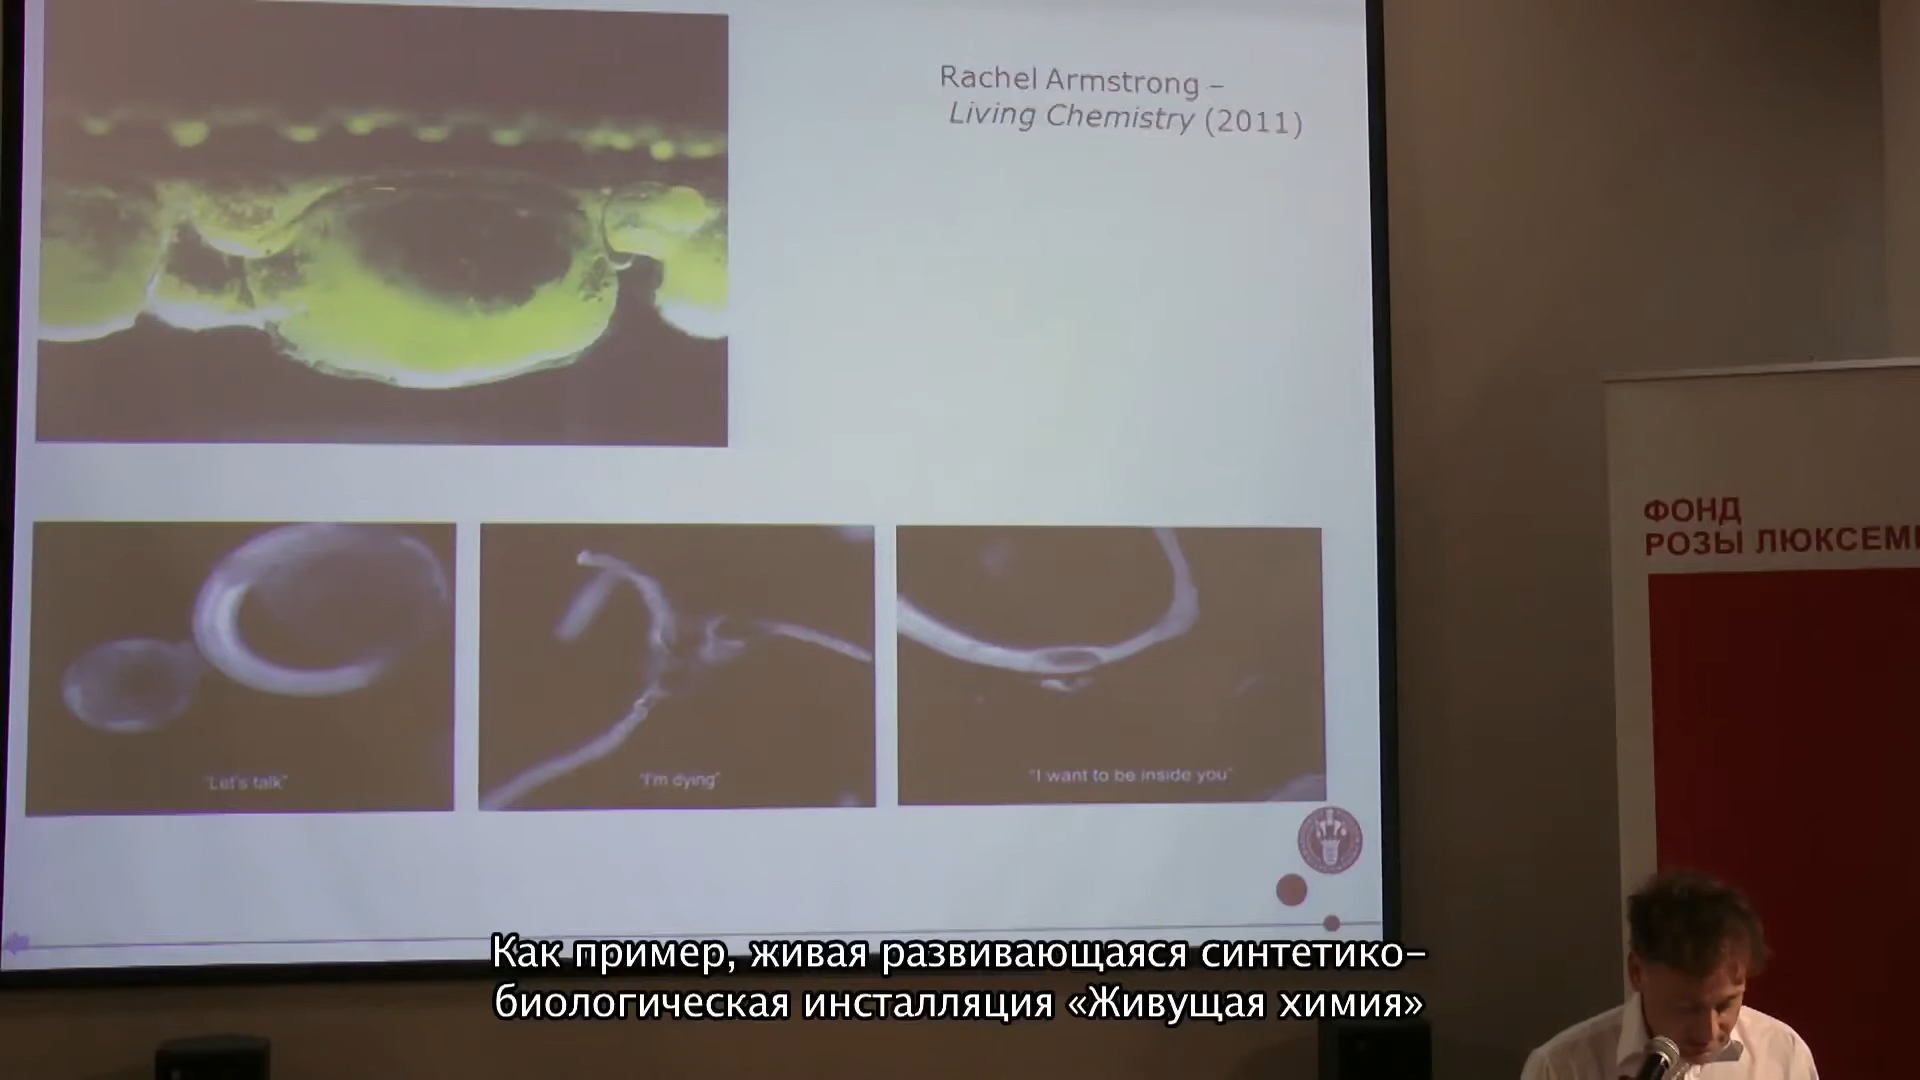 Rachel Armstrong –
Living Chemistry (2011)
"Let's talk"
"I'm dying"
"I want to be inside you"
ФОНД
РОЗЫ
Как пример, живая развивающаяся синтетико-
биологическая инсталляция «Живущая химия»